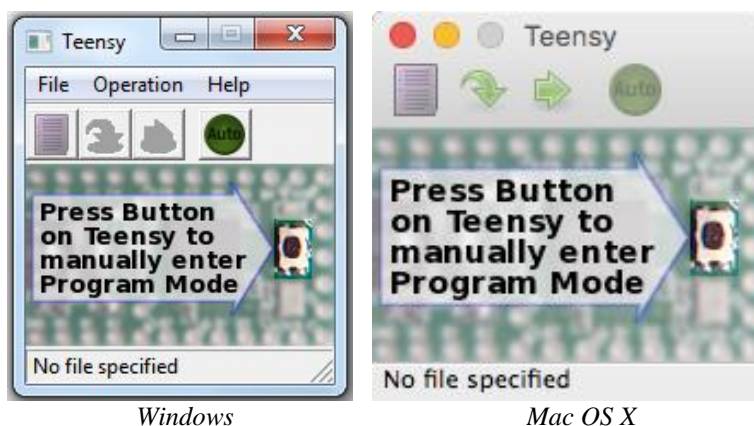 Teensy
File Operation Help
Auto
Press Button
on Teensy to
manually enter
Program Mode
No file specified
Windows
Teensy
Auto
Press Button
on Teensy to
manually enter
Program Mode
No file specified
Mac OS X